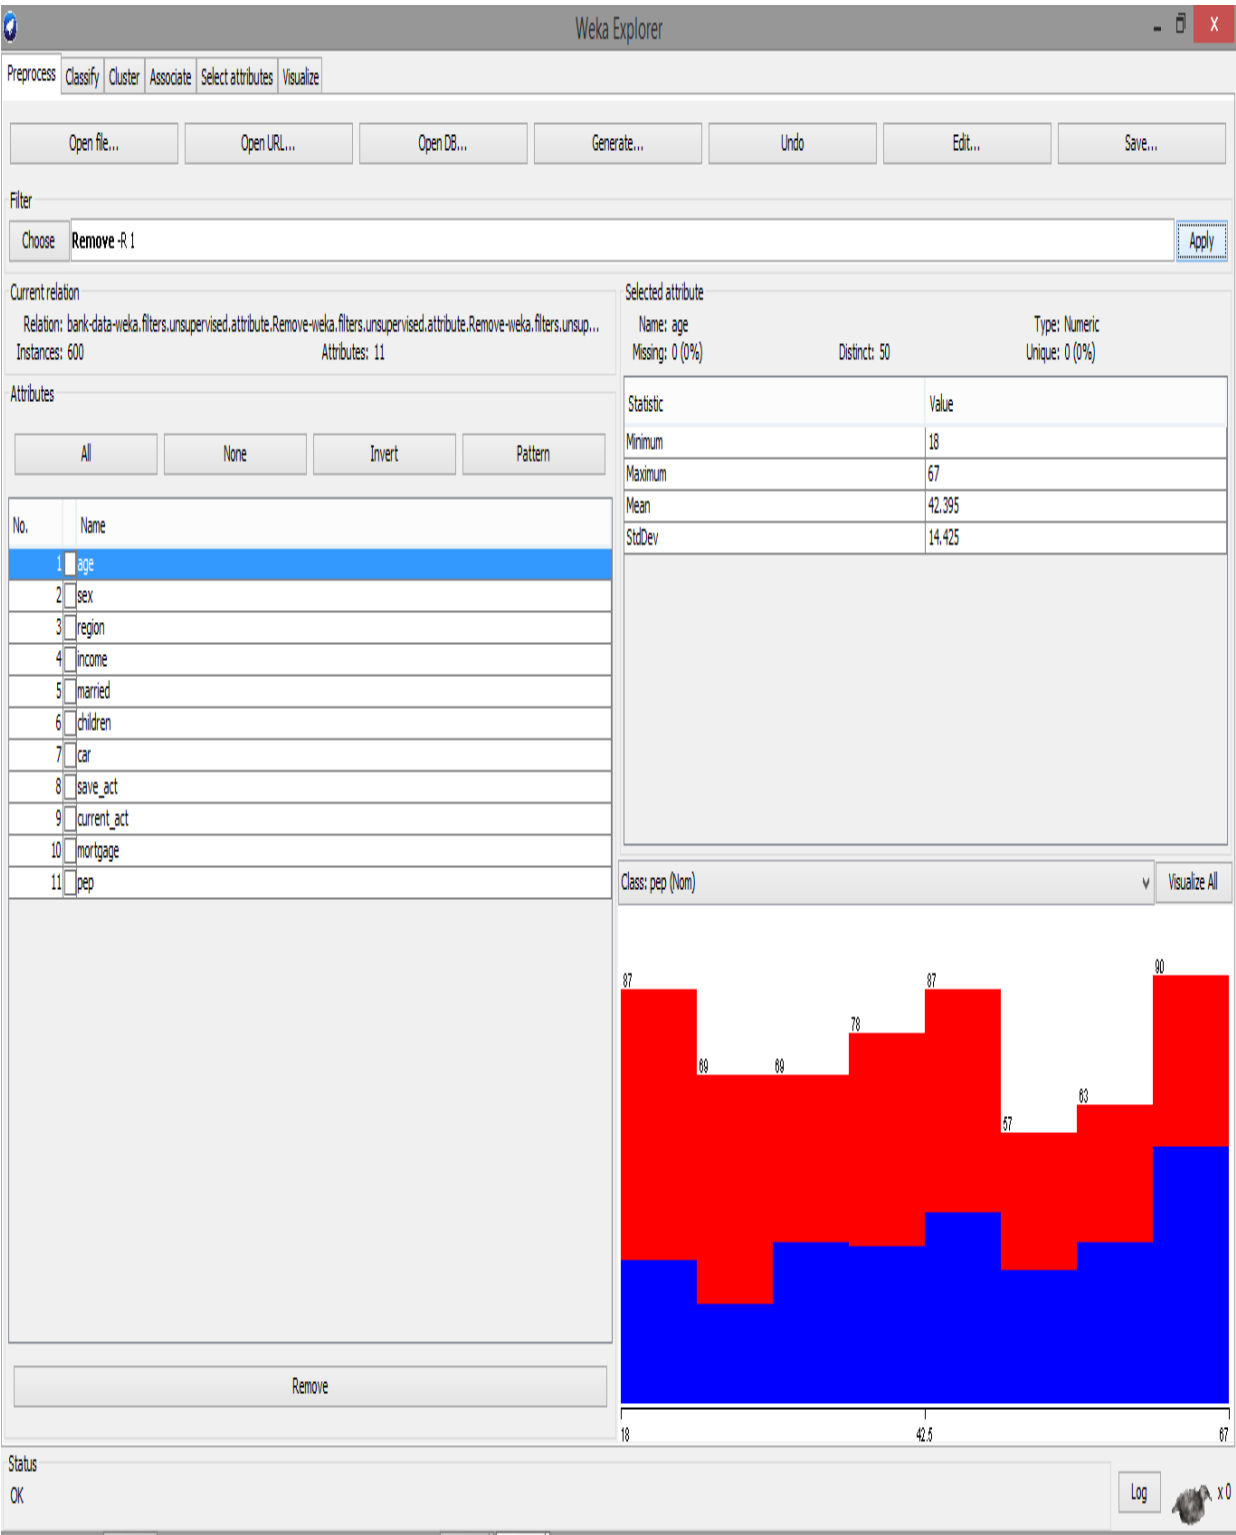 Weka Explorer
Preprocess Classify Cluster Associate Select attributes Visualize
Open file... Open URL... Open DB... Generate... Undo Edit... Save...
Filter
Choose Remove -R 1 Apply
Current relation
Relation: bank-data-weka.filters.unsupervised.attribute.Remove-weka.filters.unsupervised.attribute.Remove-weka.filters.unsup...
Instances: 600 Attributes: 11
Selected attribute
Name: age Type: Numeric
Missing: 0 (0%) Distinct: 50 Unique: 0 (0%)
Statistic Value
Minimum 18
Maximum 67
Mean 42.395
StdDev 14.425
Attributes
All None Invert Pattern
No. Name
1 age
2 sex
3 region
4 income
5 married
6 children
7 car
8 save_act
9 current_act
10 mortgage
11 pep
Remove
Class: pep (Nom) Visualize All
87 69 69 78 87 57 63 90
18 42.5 67
Status
OK
Log x 0